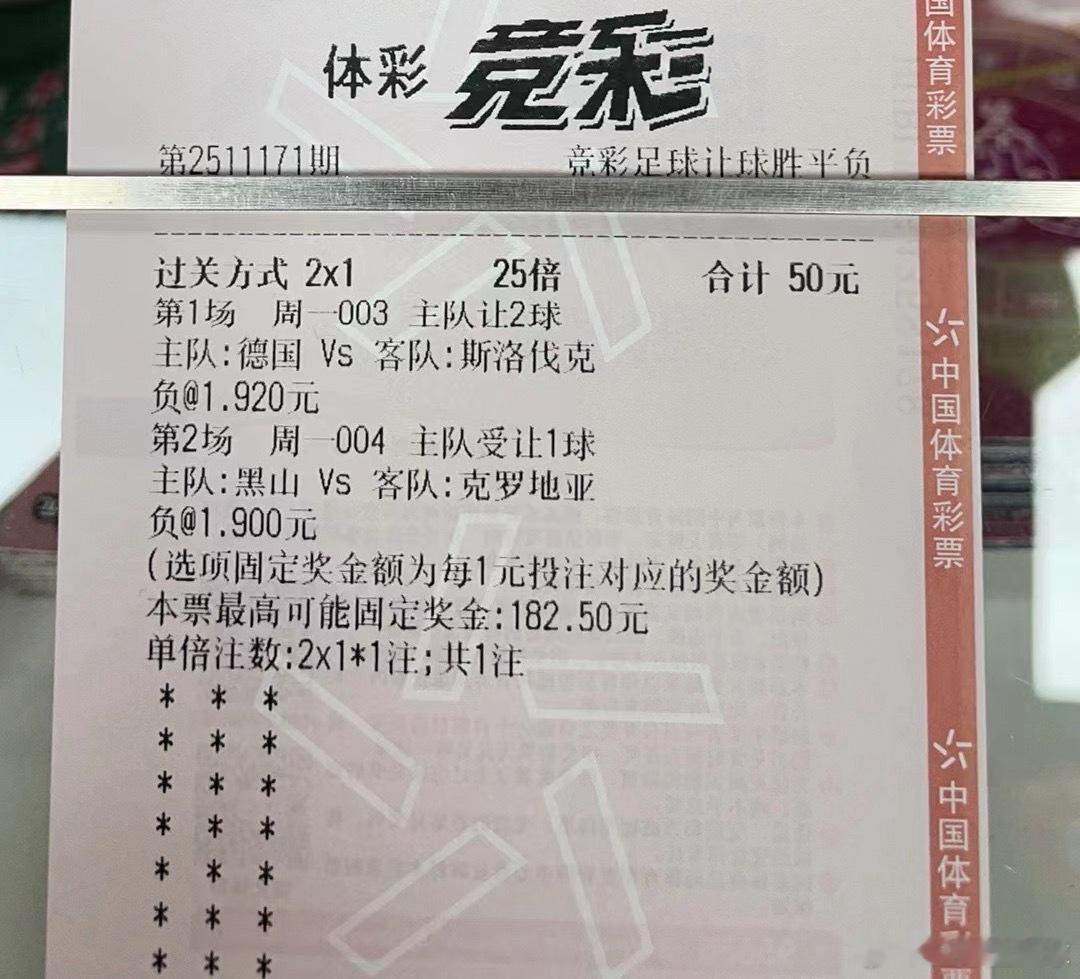 体彩 竞彩
第2511171期 竞彩足球让球胜平负
过关方式 2x1 25倍 合计 50元
第1场 周一003 主队让2球
主队:德国 Vs 客队:斯洛伐克
负@1.920元
第2场 周一004 主队受让1球
主队:黑山 Vs 客队:克罗地亚
负@1.900元
(选项固定奖金额为每1元投注对应的奖金额)
本票最高可能固定奖金:182.50元
单倍注数:2x1*1注;共1注
* * *
* * *
* * *
* * *
* * *
* * *
* * *
国体育彩票
中国体育彩票
中国体育彩票